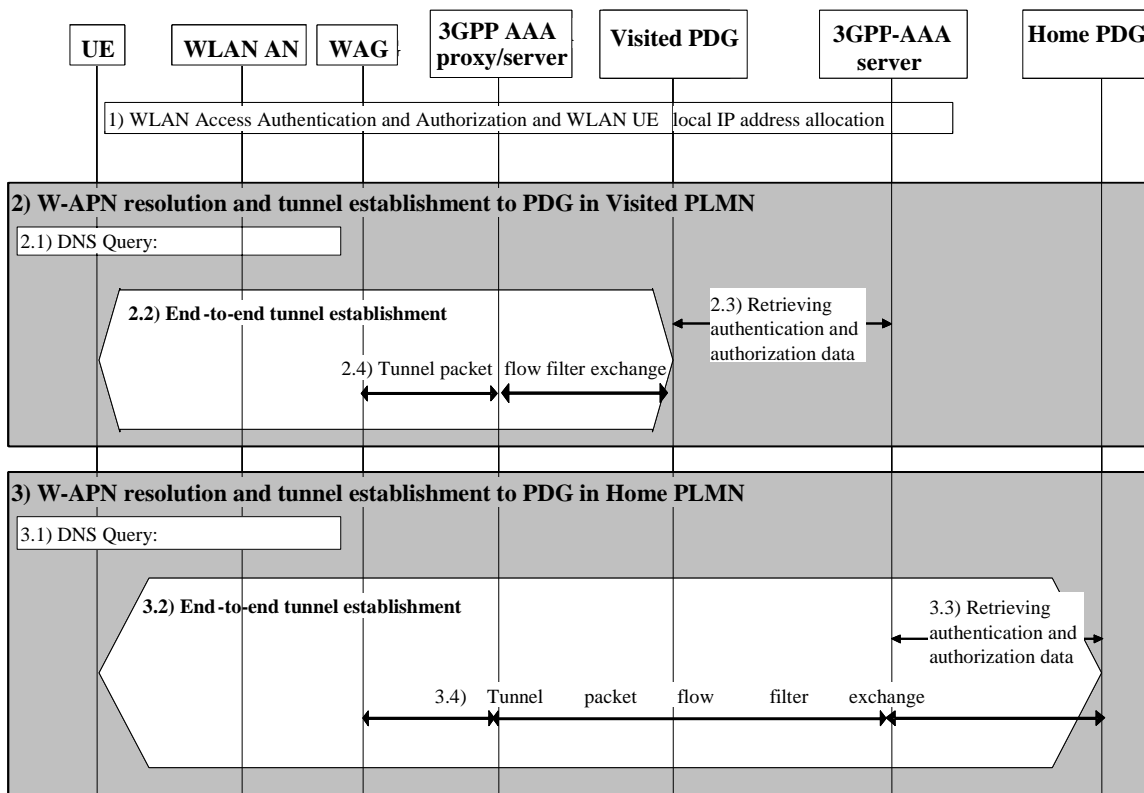 UE
WLAN AN
WAG
3GPP AAA
proxy/server
Visited PDG
3GPP-AAA
server
Home PDG
1) WLAN Access Authentication and Authorization and WLAN UE local IP address allocation
2) W-APN resolution and tunnel establishment to PDG in Visited PLMN
2.1) DNS Query:
2.2) End-to-end tunnel establishment
2.3) Retrieving
authentication and
authorization data
2.4) Tunnel packet flow filter exchange
3) W-APN resolution and tunnel establishment to PDG in Home PLMN
3.1) DNS Query:
3.2) End-to-end tunnel establishment
3.3) Retrieving
authentication and
authorization data
3.4) Tunnel packet flow filter exchange